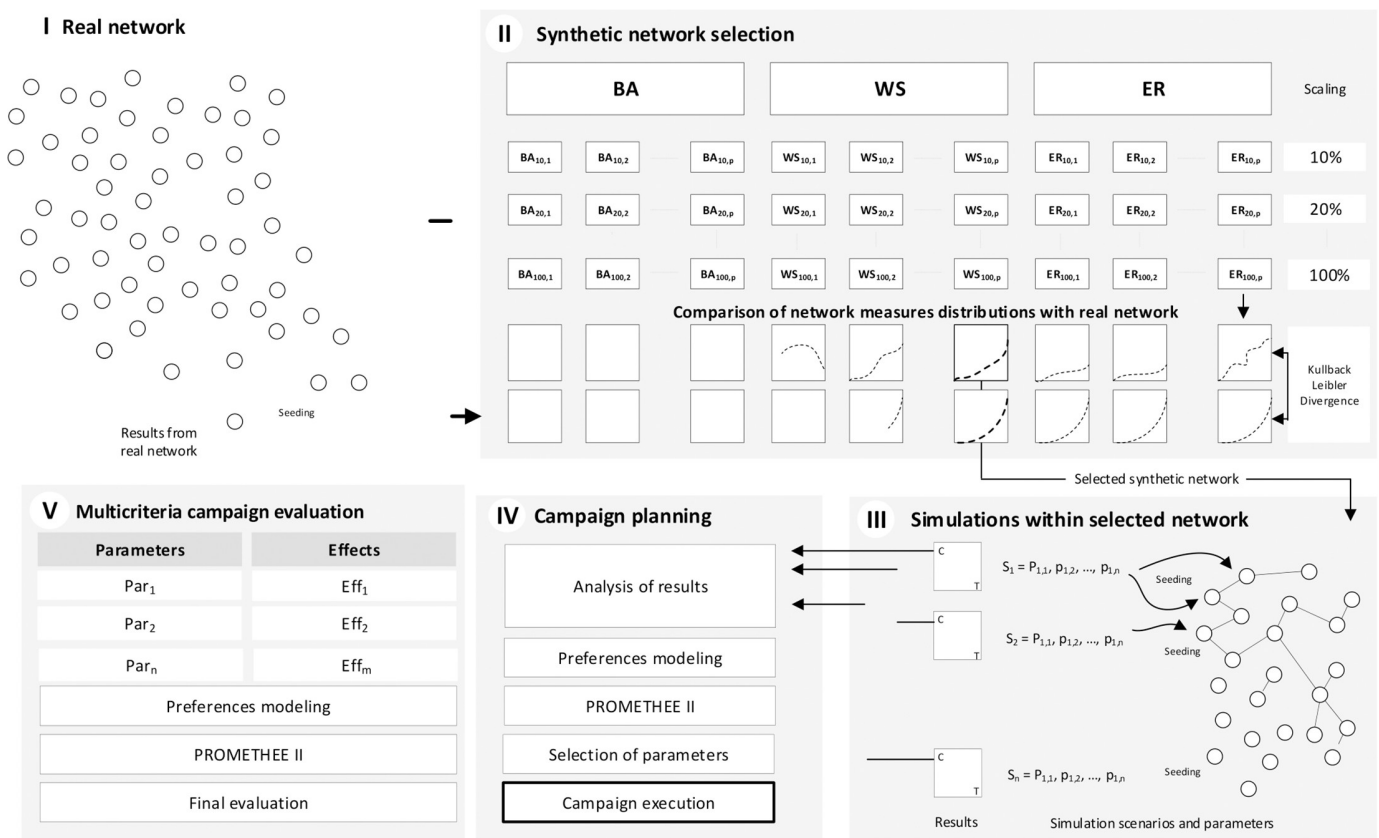 I Real network
Seeding
Results from
real network
II Synthetic network selection
BA WS ER Scaling
BA10,1 BA10,2 BA10,p WS10,1 WS10,2 WS10,p ER10,1 ER10,2 ER10,p 10%
BA20,1 BA20,2 BA20,p WS20,1 WS20,2 WS20,p ER20,1 ER20,2 ER20,p 20%
BA100,1 BA100,2 BA100,p WS100,1 WS100,2 WS100,p ER100,1 ER100,2 ER100,p 100%
Comparison of network measures distributions with real network
Kullback
Leibler
Divergence
Selected synthetic network
III Simulations within selected network
C
T
S1 = P1,1, p1,2, ..., p1,n
Seeding
C
T
S2 = P1,1, p1,2, ..., p1,n
Seeding
C
T
Sn = P1,1, p1,2, ..., p1,n
Seeding
Results
Simulation scenarios and parameters
IV Campaign planning
Analysis of results
Preferences modeling
PROMETHEE II
Selection of parameters
Campaign execution
V Multicriteria campaign evaluation
Parameters Effects
Par1 Eff1
Par2 Eff2
Parn Effm
Preferences modeling
PROMETHEE II
Final evaluation